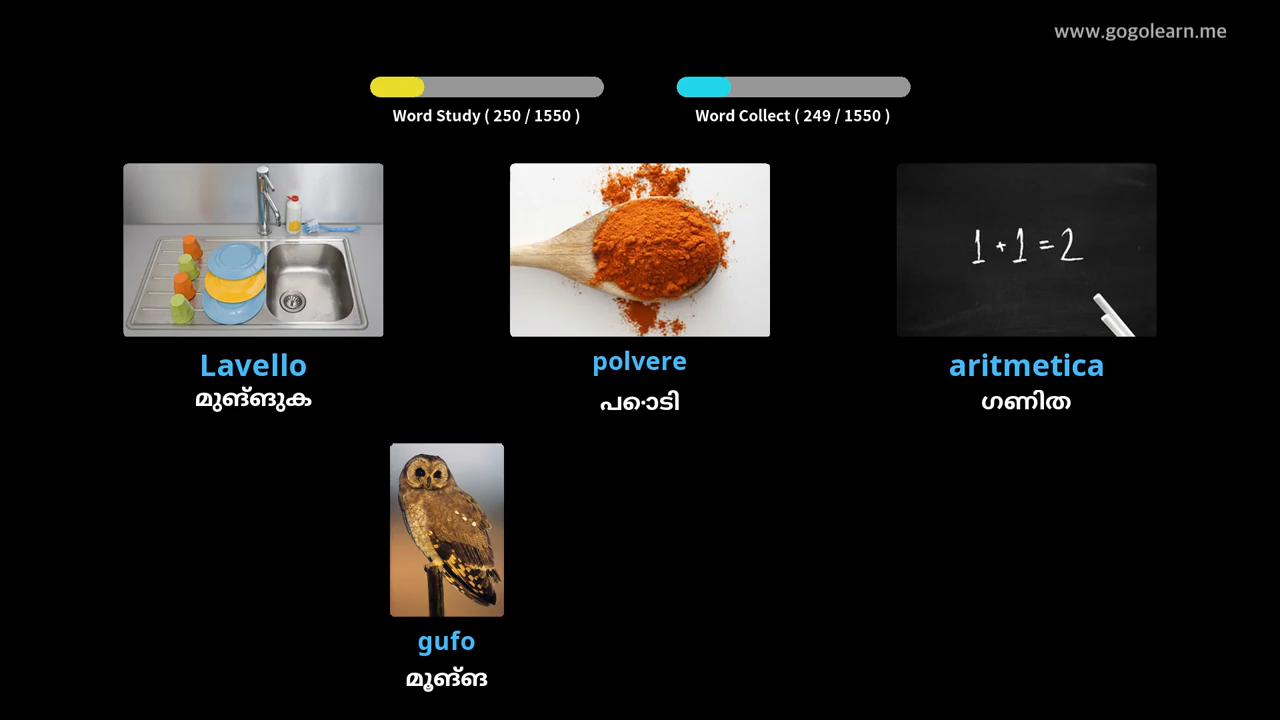 www.gogolearn.me
Word Study ( 250 / 1550 )
Word Collect ( 249 / 1550 )
1 + 1 = 2
Lavello
മുങ്ങുക
polvere
പൊടി
aritmetica
ഗണിത
gufo
മൂങ്ങ